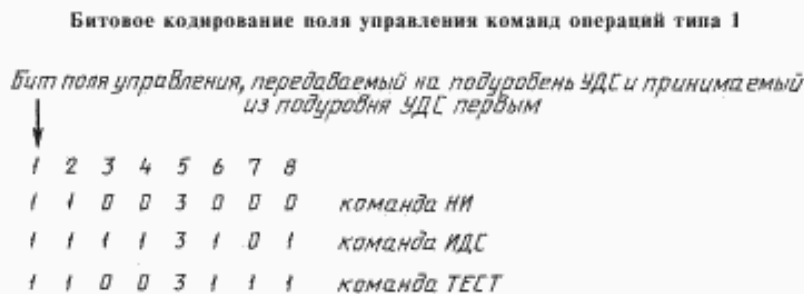 Битовое кодирование поля управления команд операций типа 1
Бит поля управления, передаваемый на подуровень УДС и принимаемый
из подуровня УДС первым
1 2 3 4 5 6 7 8
1 1 0 0 3 0 0 0 команда НИ
1 1 1 1 3 1 0 1 команда ИДС
1 1 0 0 3 1 1 1 команда ТЕСТ